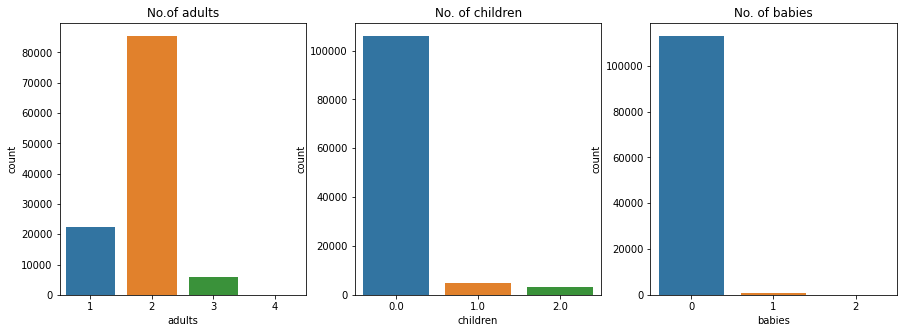 No.of adults
80000
70000
60000
50000
40000
30000
20000
10000
0
count
1 2 3 4
adults
No. of children
100000
80000
60000
40000
20000
0
count
0.0 1.0 2.0
children
No. of babies
100000
80000
60000
40000
20000
0
count
0 1 2
babies